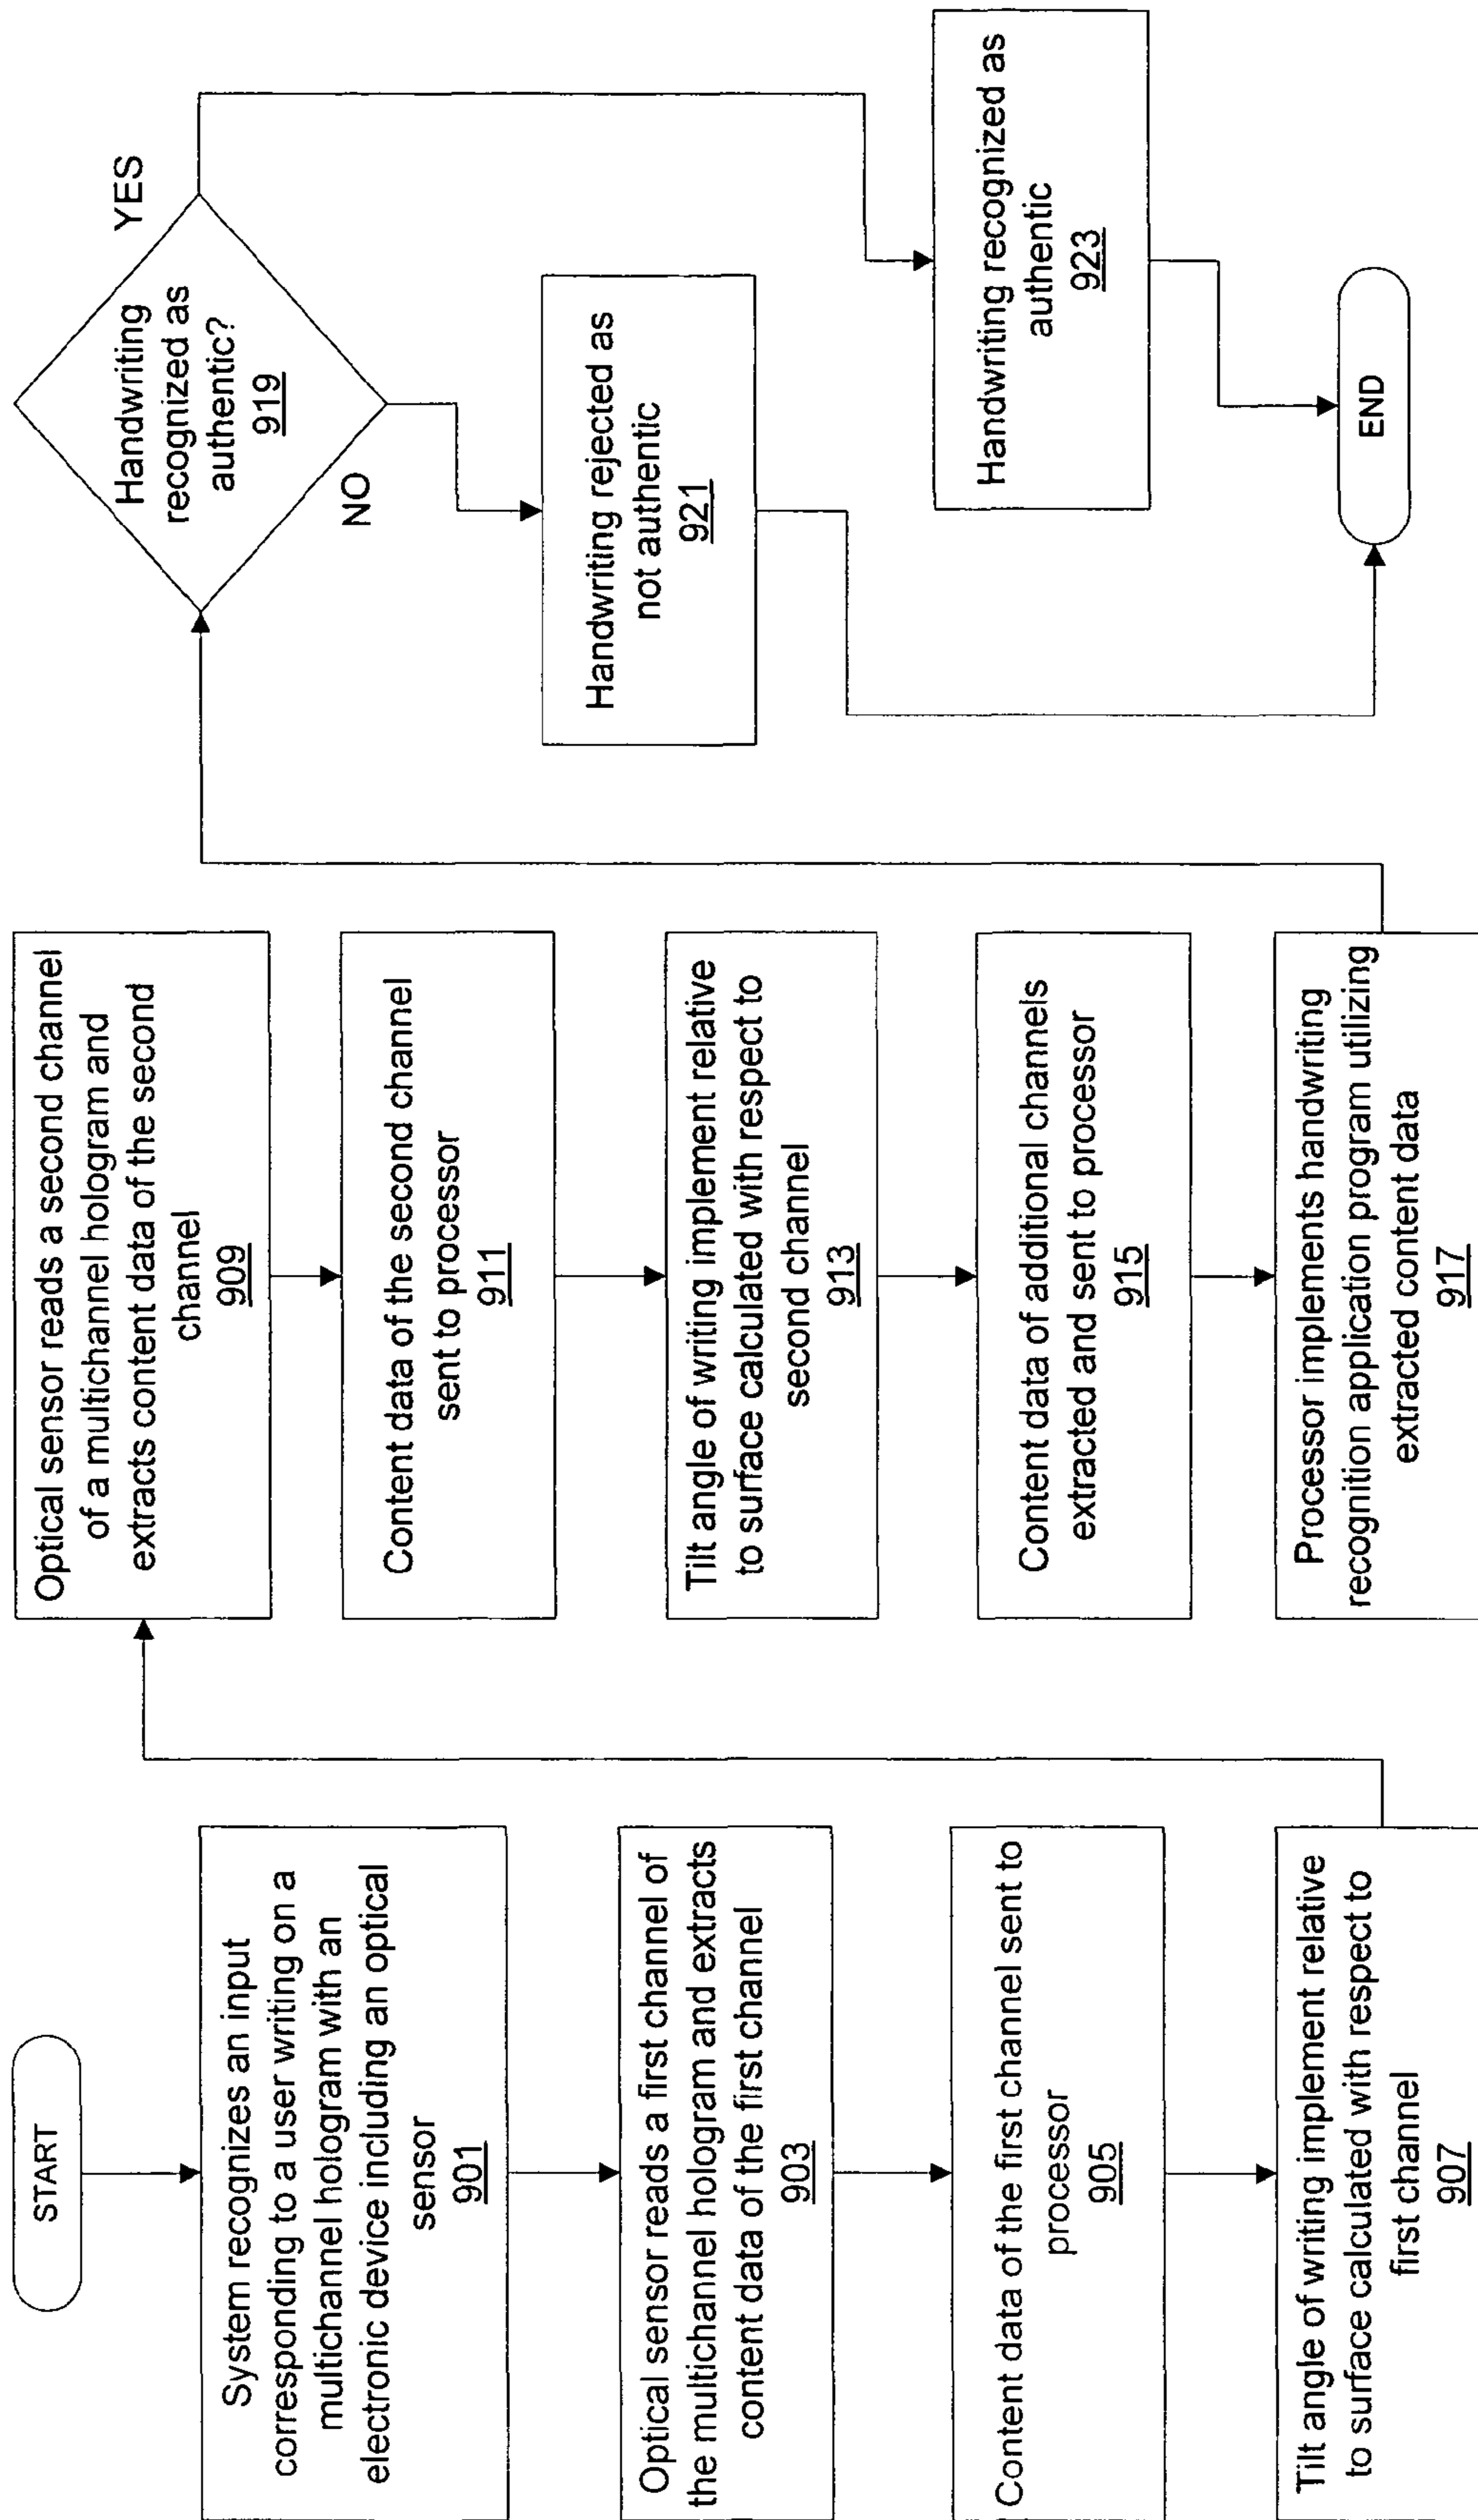 START
System recognizes an input
corresponding to a user writing on a
multichannel hologram with an
electronic device including an optical
sensor
901
Optical sensor reads a first channel of
the multichannel hologram and extracts
content data of the first channel
903
Content data of the first channel sent to
processor
905
Tilt angle of writing implement relative
to surface calculated with respect to
first channel
907
Optical sensor reads a second channel
of a multichannel hologram and
extracts content data of the second
channel
909
Content data of the second channel
sent to processor
911
Tilt angle of writing implement relative
to surface calculated with respect to
second channel
913
Content data of additional channels
extracted and sent to processor
915
Processor implements handwriting
recognition application program utilizing
extracted content data
917
Handwriting
recognized as
authentic?
919
YES
NO
Handwriting rejected as
not authentic
921
Handwriting recognized as
authentic
923
END